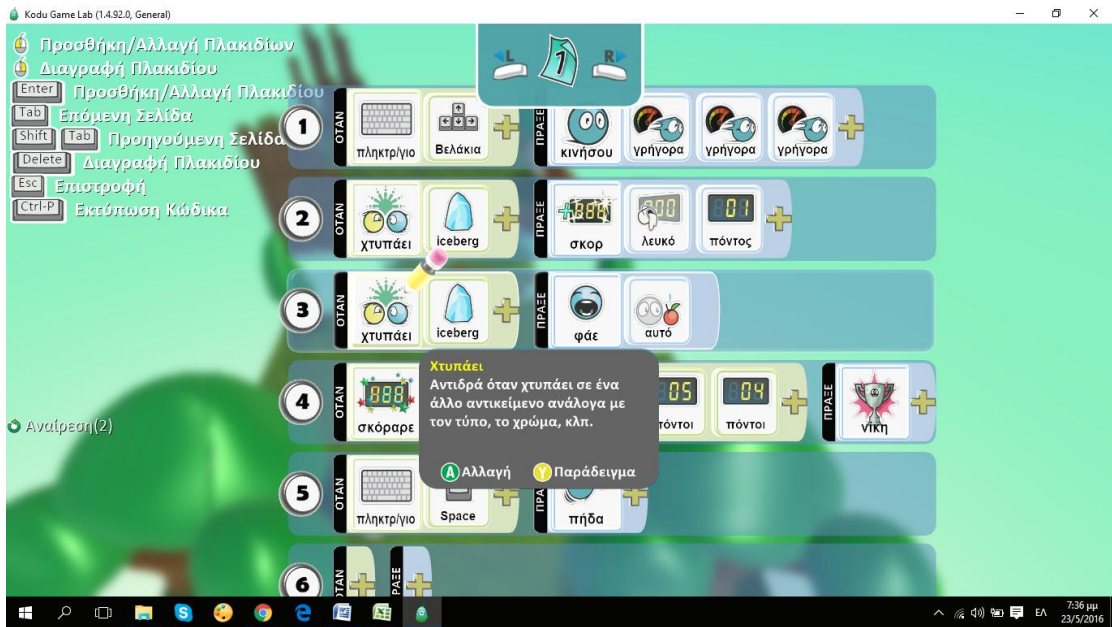 Kodu Game Lab (1.4.92.0, General)
L 1 R
Προσθήκη/Αλλαγή Πλακιδίων
Διαγραφή Πλακιδίου
Enter Προσθήκη/Αλλαγή Πλακιδίου
Tab Επόμενη Σελίδα
Shift Tab Προηγούμενη Σελίδα
Delete Διαγραφή Πλακιδίου
Esc Επιστροφή
Ctrl-P Εκτύπωση Κώδικα
Αναίρεση(2)
1 ΟΤΑΝ πληκτρ/γιο Βελάκια ΠΡΑΞΕ κινήσου γρήγορα γρήγορα γρήγορα
2 ΟΤΑΝ χτυπάει iceberg ΠΡΑΞΕ σκορ λευκό 01 πόντος
3 ΟΤΑΝ χτυπάει iceberg ΠΡΑΞΕ φάε αυτό
4 ΟΤΑΝ 888 σκόραρε 05 04 πόντοι ΠΡΑΞΕ νίκη
Χτυπάει
Αντιδρά όταν χτυπάει σε ένα
άλλο αντικείμενο ανάλογα με
τον τύπο, το χρώμα, κλπ.
A Αλλαγή Y Παράδειγμα
5 ΟΤΑΝ πληκτρ/γιο Space πήδα
6 ΠΡΑΞΕ
ΕΛ
7:36 μμ
23/5/2016